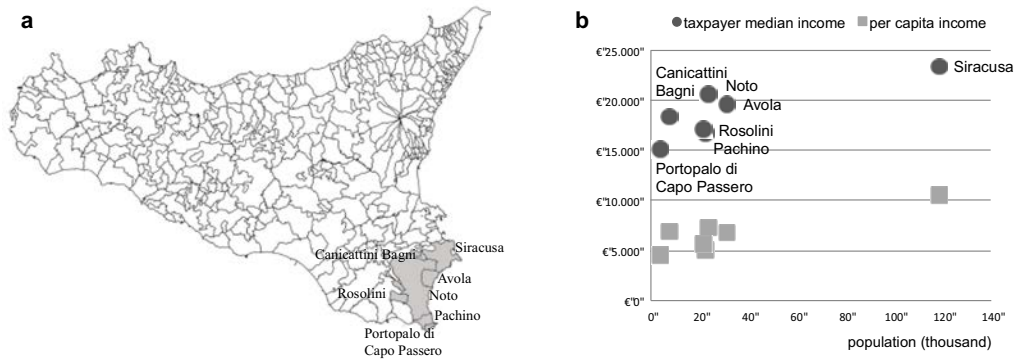 a
Canicattini Bagni
Siracusa
Avola
Rosolini
Noto
Pachino
Portopalo di
Capo Passero
b
taxpayer median income
per capita income
€"25.000"
€"20.000"
€"15.000"
€"10.000"
€"5.000"
€"0"
Canicattini
Bagni
Noto
Avola
Siracusa
Rosolini
Pachino
Portopalo di
Capo Passero
0" 20" 40" 60" 80" 100" 120" 140"
population (thousand)